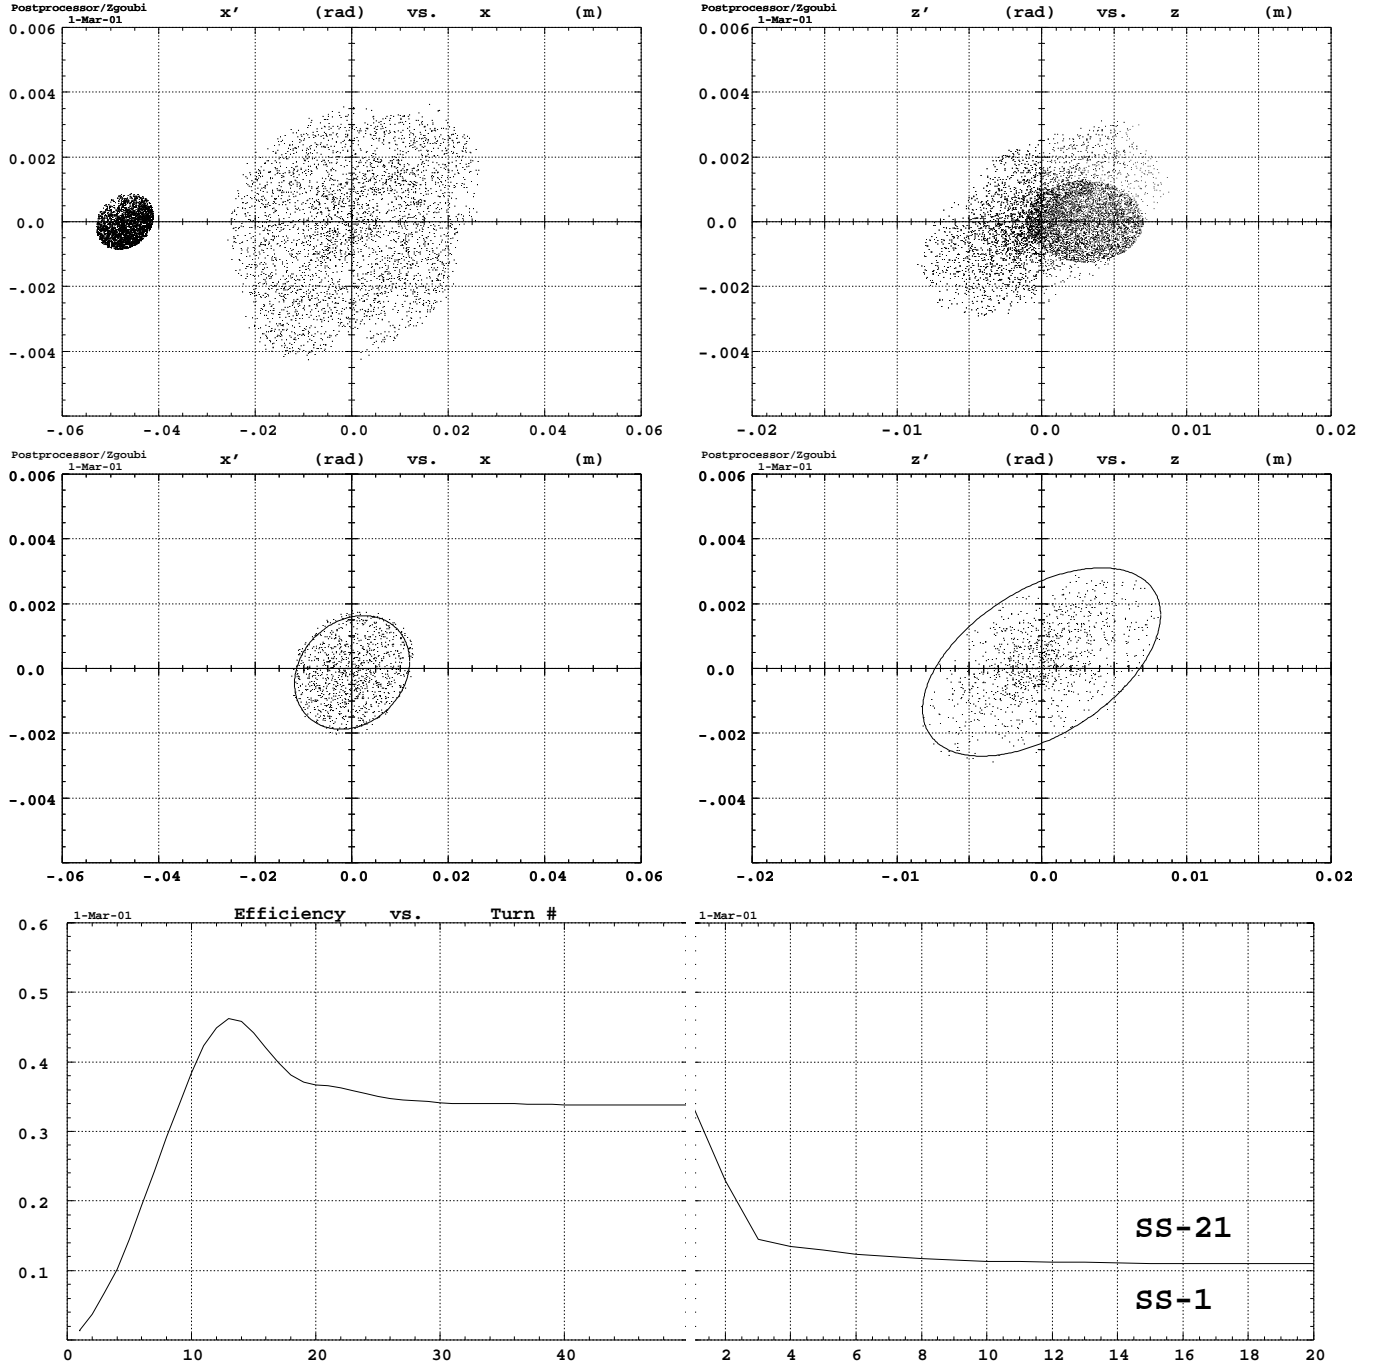 Postprocessor/Zgoubi
1-Mar-01
x’ (rad) vs. x (m)
0.006
0.004
0.002
0.0
-.002
-.004
-.06 -.04 -.02 0.0 0.02 0.04 0.06
Postprocessor/Zgoubi
1-Mar-01
z’ (rad) vs. z (m)
0.006
0.004
0.002
0.0
-.002
-.004
-.02 -.01 0.0 0.01 0.02
Postprocessor/Zgoubi
1-Mar-01
x’ (rad) vs. x (m)
0.006
0.004
0.002
0.0
-.002
-.004
-.06 -.04 -.02 0.0 0.02 0.04 0.06
Postprocessor/Zgoubi
1-Mar-01
z’ (rad) vs. z (m)
0.006
0.004
0.002
0.0
-.002
-.004
-.02 -.01 0.0 0.01 0.02
1-Mar-01
Efficiency vs. Turn #
0.6
0.5
0.4
0.3
0.2
0.1
0 10 20 30 40
1-Mar-01
SS-21
SS-1
2 4 6 8 10 12 14 16 18 20